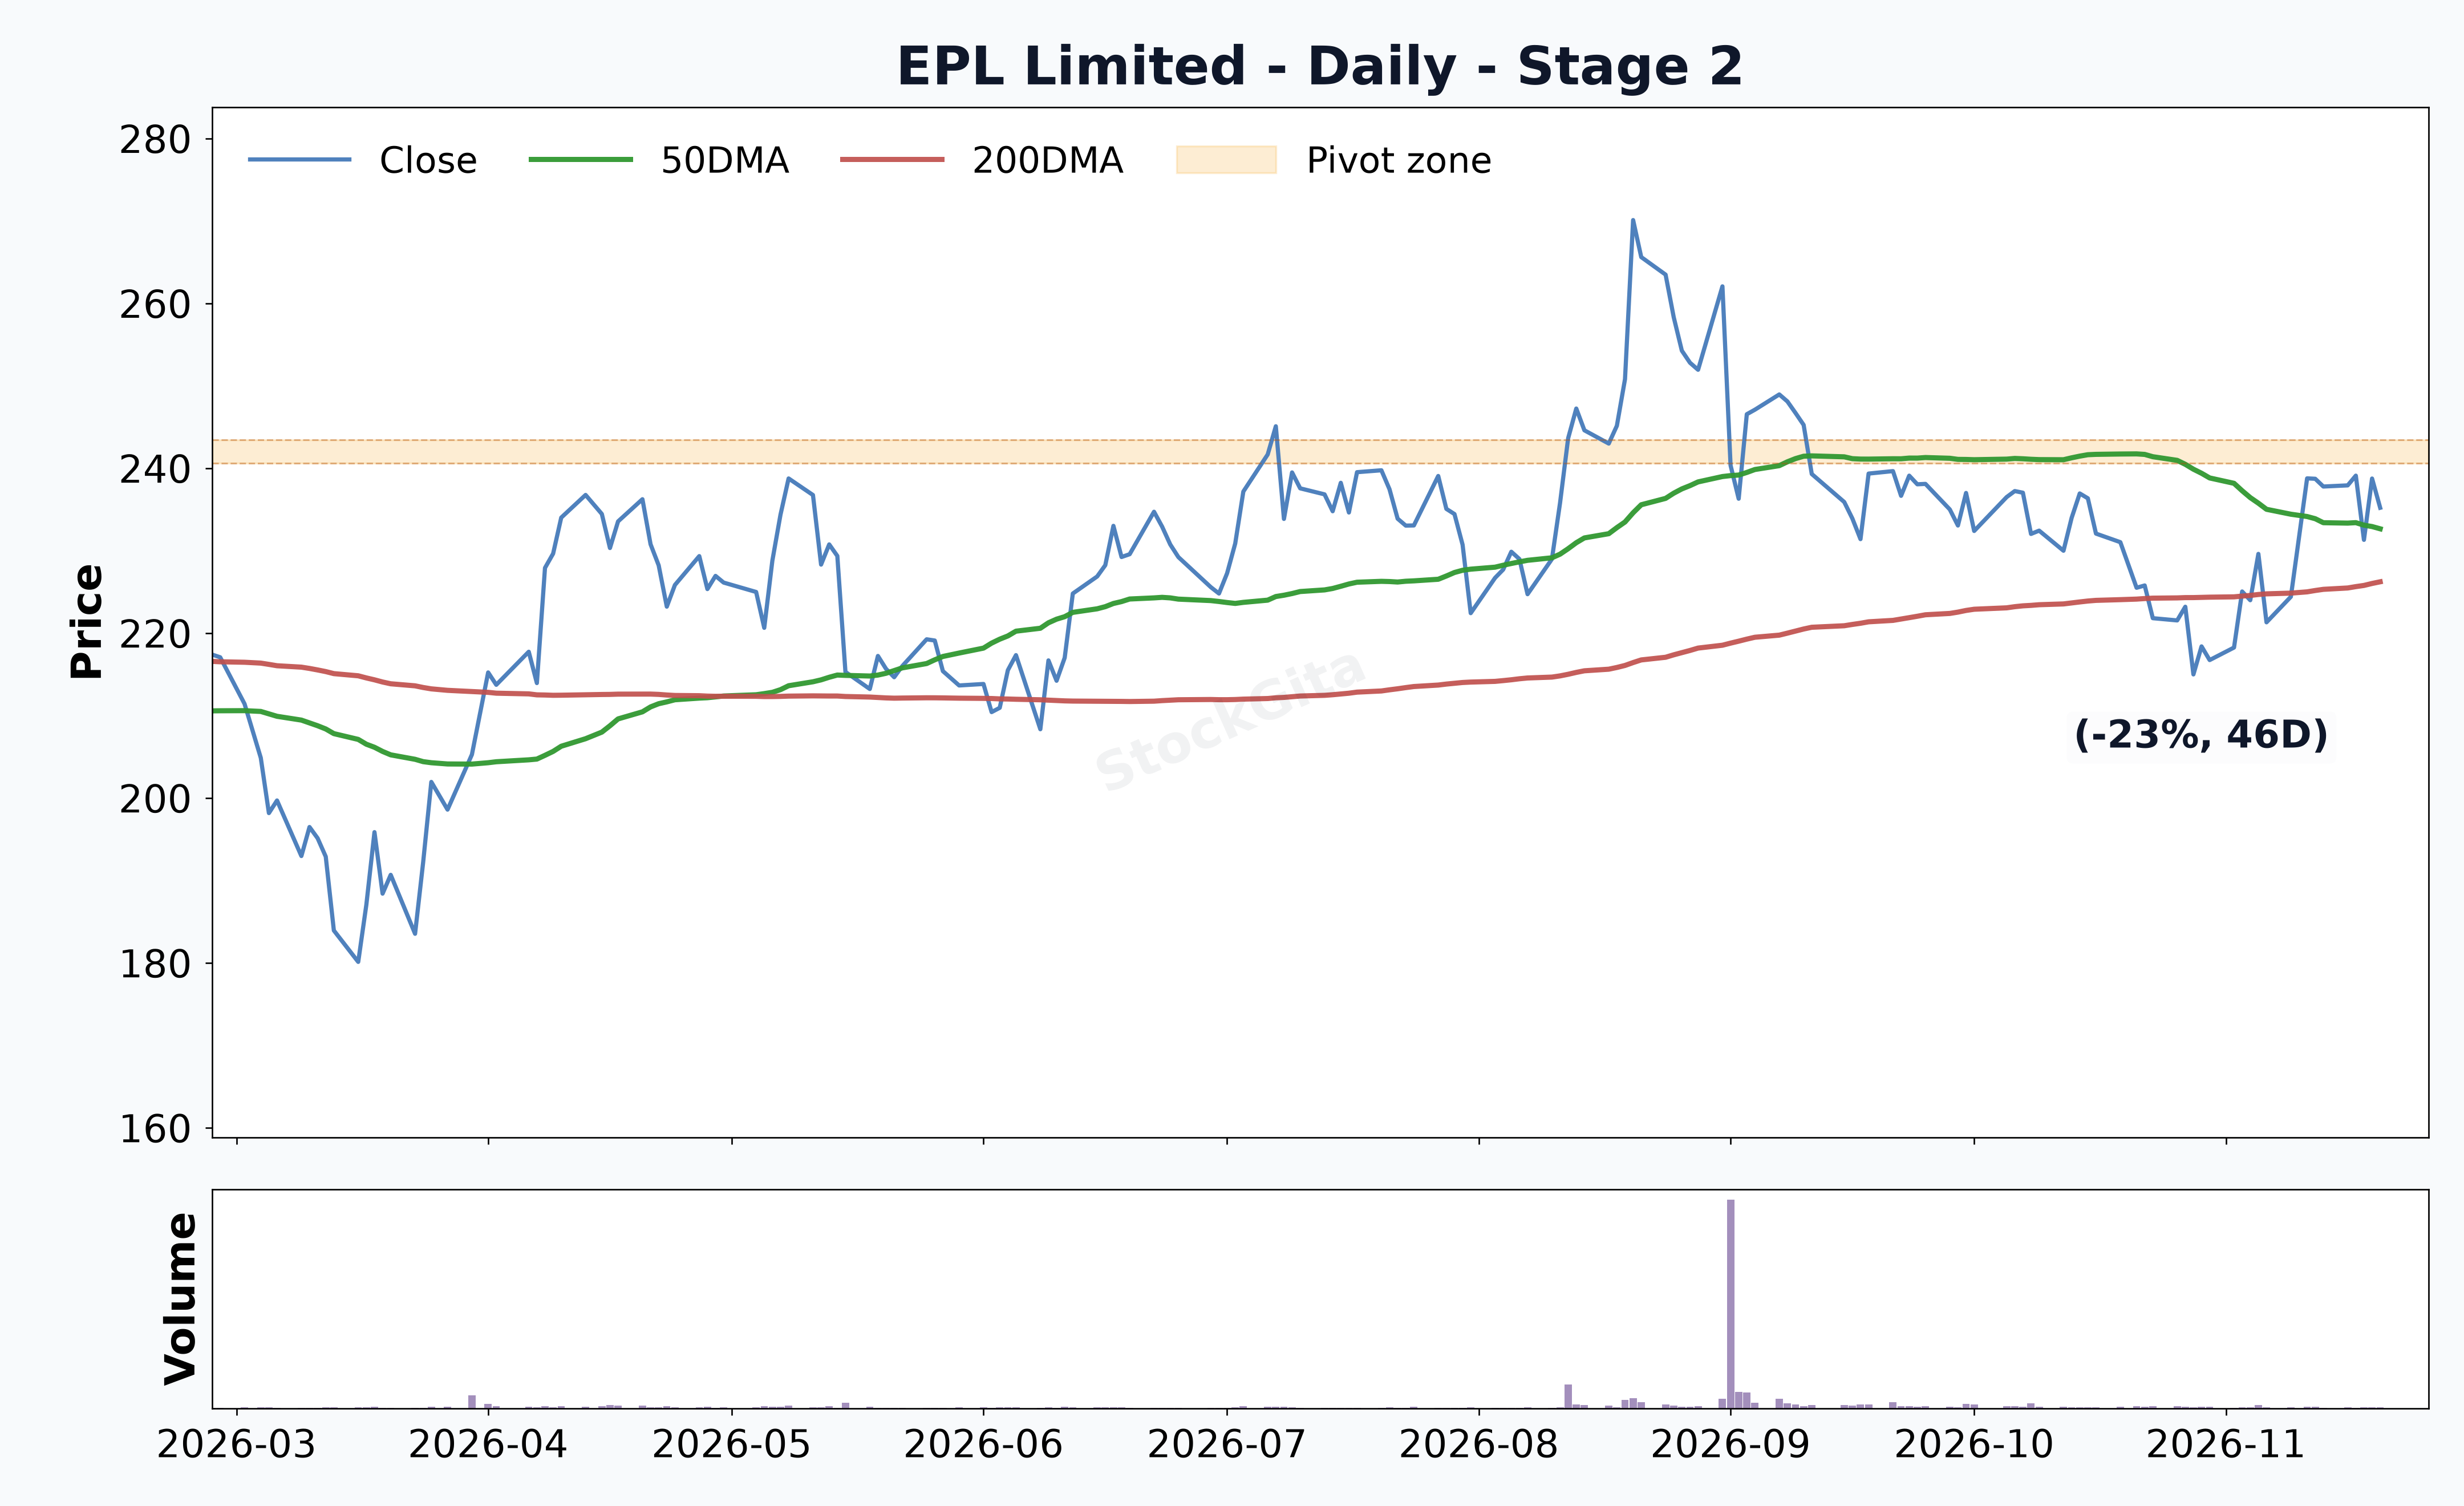 EPL Limited - Daily - Stage 2
Close 50DMA 200DMA Pivot zone
Price
280
260
240
220
200
180
160
StockGita
(-23%, 46D)
Volume
2026-03 2026-04 2026-05 2026-06 2026-07 2026-08 2026-09 2026-10 2026-11